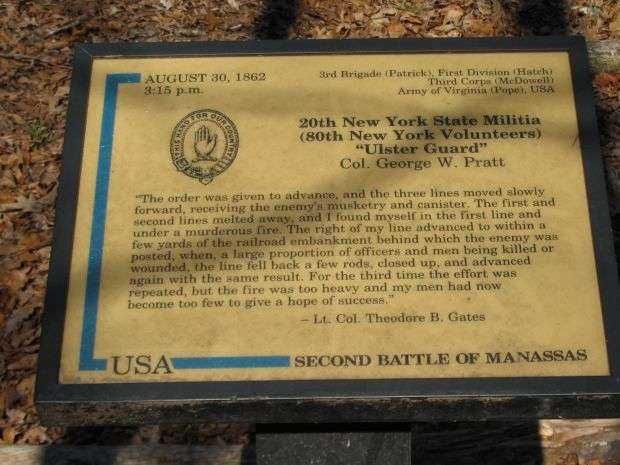 AUGUST 30, 1862
3:15 p.m.
3rd Brigade (Patrick), First Division (Hatch)
Third Corps (McDowell)
Army of Virginia (Pope), USA
THIS HAND FOR OUR COUNTRY
20th New York State Militia
(80th New York Volunteers)
"Ulster Guard"
Col. George W. Pratt
"The order was given to advance, and the three lines moved slowly
forward, receiving the enemy's musketry and canister. The first and
second lines melted away, and I found myself in the first line and
under a murderous fire. The right of my line advanced to within a
few yards of the railroad embankment behind which the enemy was
posted, when, a large proportion of officers and men being killed or
wounded, the line fell back a few rods, closed up, and advanced
again with the same result. For the third time the effort was
repeated, but the fire was too heavy and my men had now
become too few to give a hope of success."
– Lt. Col. Theodore B. Gates
USA
SECOND BATTLE OF MANASSAS